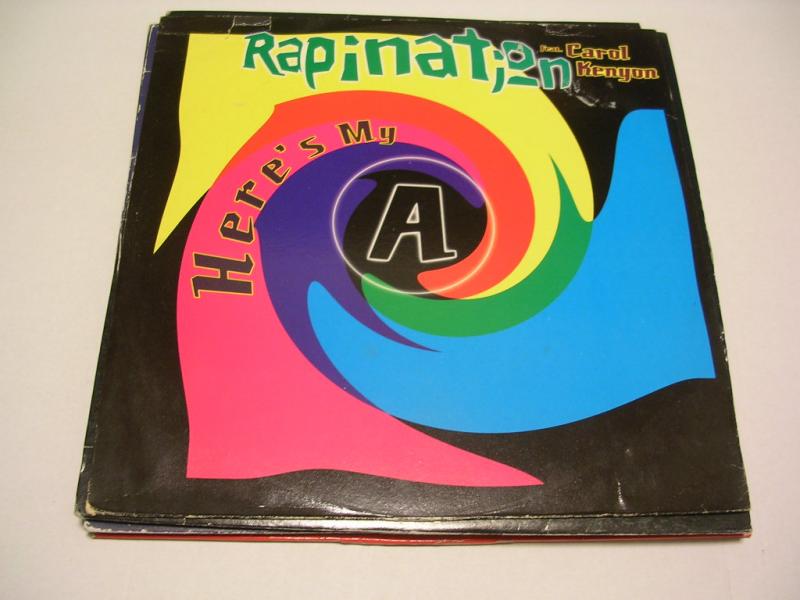 Rapination
feat. Carol
Kenyon
Here's My
A